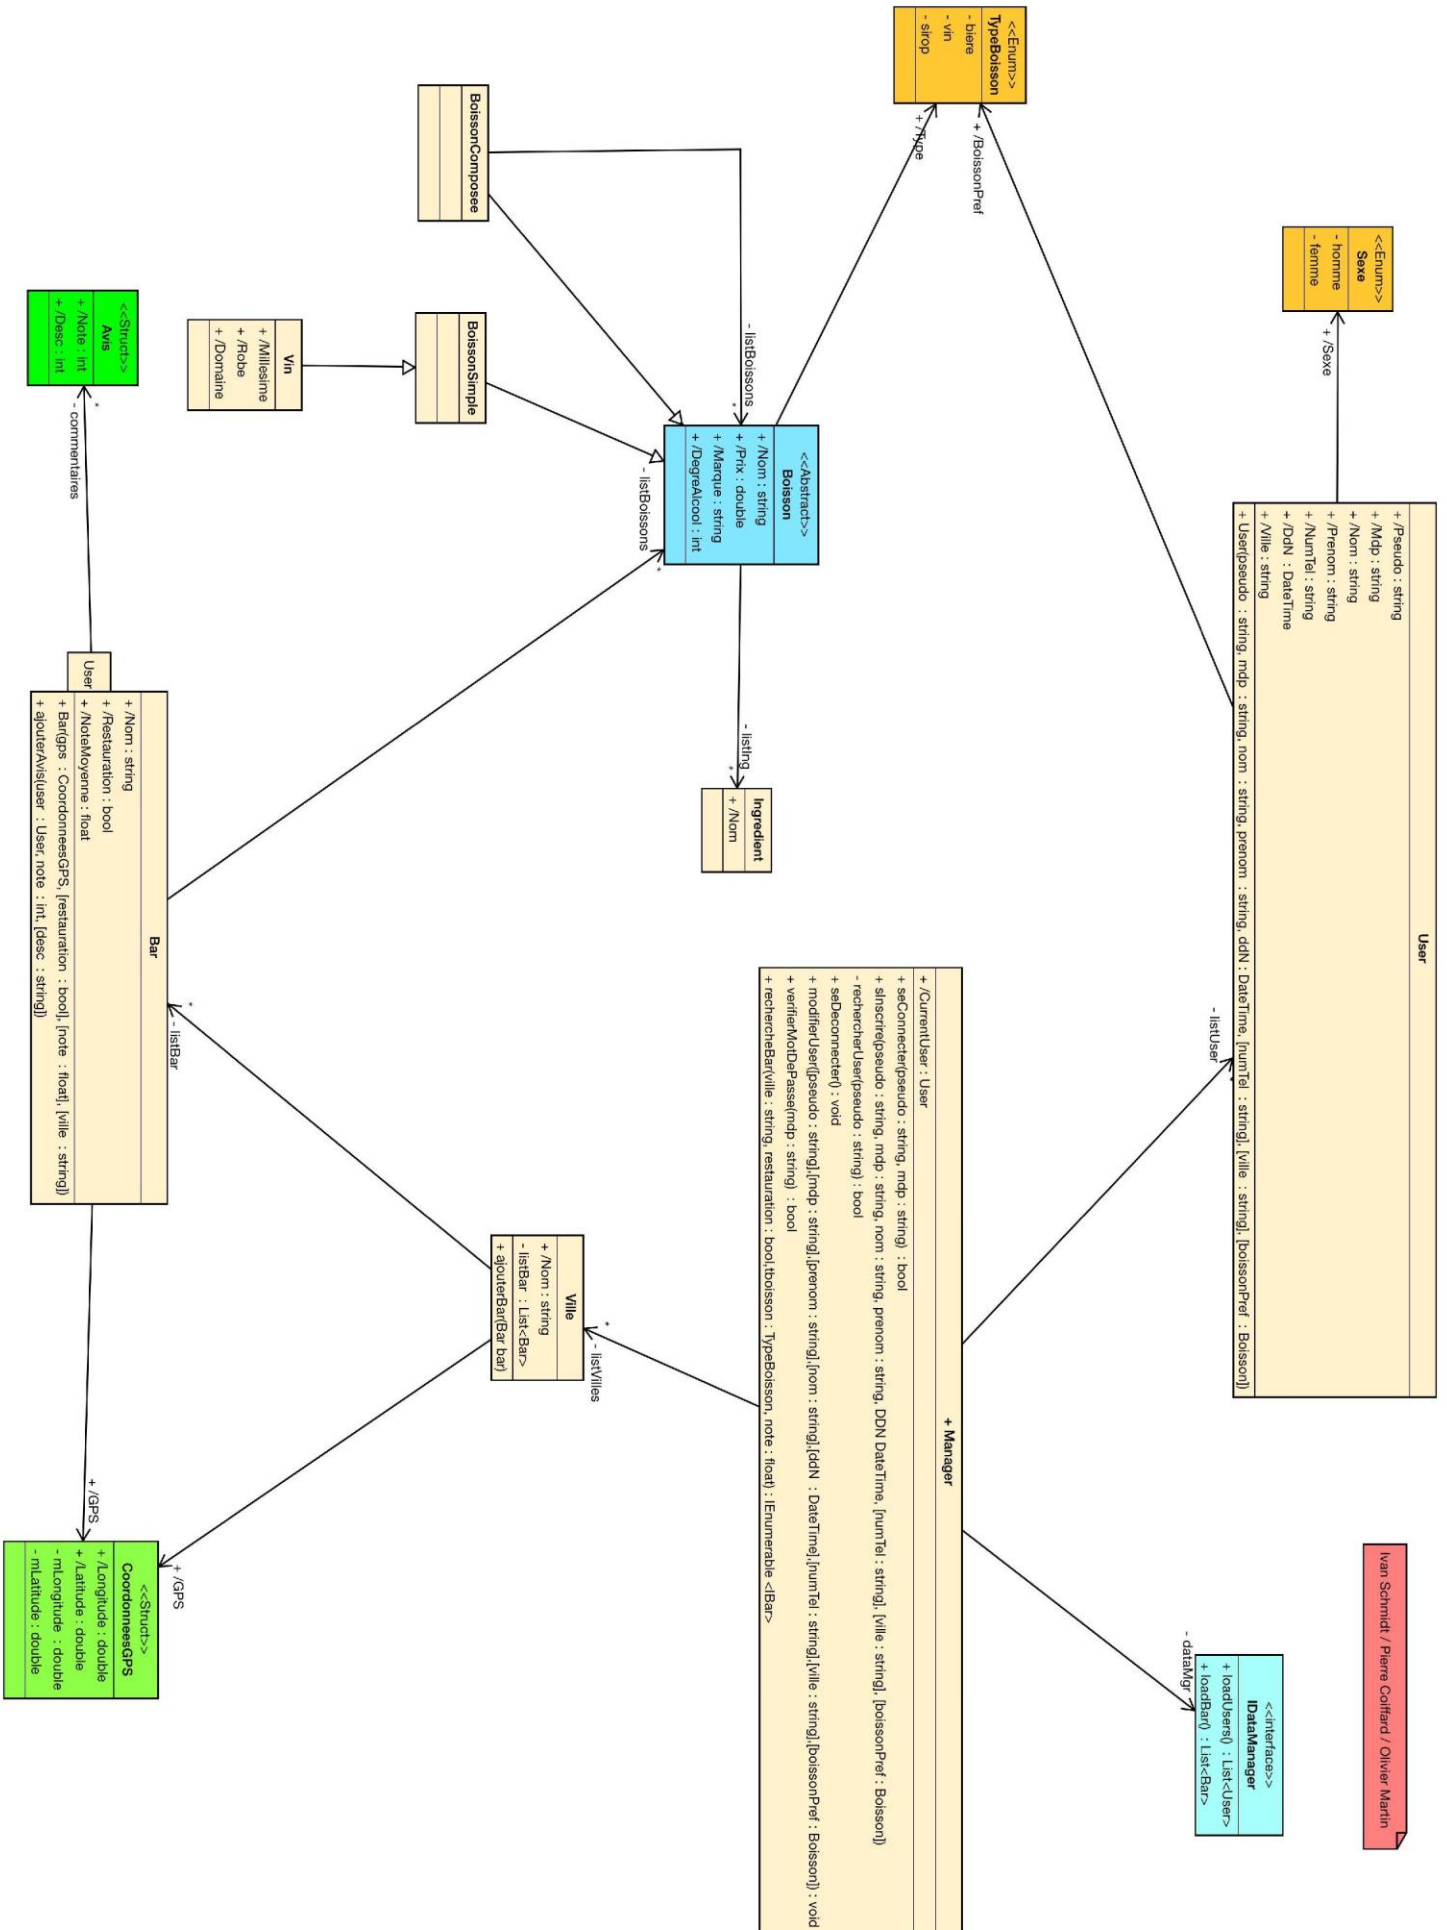 Ivan Schmidt / Pierre Coiffard / Olivier Martin
User
+ /Pseudo : string
+ /Mdp : string
+ /Nom : string
+ /Prenom : string
+ /NumTel : string
+ /DdN : DateTime
+ /Ville : string
+ User(pseudo : string, mdp : string, nom : string, prenom : string, ddN : DateTime, [numTel : string], [ville : string], [boissonPref : Boisson])
<<Enum>>
Sexe
- homme
- femme
+ /Sexe
- listUser
*
<<interface>>
IDataManager
+ loadUsers() : List<User>
+ loadBar() : List<Bar>
- dataMgr
<<Enum>>
TypeBoisson
- biere
- vin
- sirop
+ /BoissonPref
+ /Type
+ Manager
+ /CurrentUser : User
+ seConnecter(pseudo : string, mdp : string) : bool
+ sInscrire(pseudo : string, mdp : string, nom : string, prenom : string, DDN DateTime, [numTel : string], [ville : string], [boissonPref : Boisson])
- rechercherUser(pseudo : string) : bool
+ seDeconnecter() : void
+ modifierUser([pseudo : string],[mdp : string],[prenom : string],[nom : string],[ddN : DateTime],[numTel : string],[ville : string],[boissonPref : Boisson]) : void
+ verifierMotDePasse(mdp : string) : bool
+ rechercheBar(ville : string, restauration : bool,tboisson : TypeBoisson, note : float) : IEnumerable <IBar>
<<Abstract>>
Boisson
+ /Nom : string
+ /Prix : double
+ /Marque : string
+ /DegreAlcool : int
- listBoissons
*
- listIng
*
Ingredient
+ /Nom
- listBoissons
*
BoissonComposee
BoissonSimple
Vin
+ /Millesime
+ /Robe
+ /Domaine
*
- listVilles
Ville
+ /Nom : string
- listBar : List<Bar>
+ ajouterBar(Bar bar)
*
- listBar
+ /GPS
Bar
+ /Nom : string
+ /Restauration : bool
+ /NoteMoyenne : float
+ Bar(gps : CoordonneesGPS, [restauration : bool], [note : float], [ville : string])
+ ajouterAvis(user : User, note : int, [desc : string])
User
*
- commentaires
<<Struct>>
Avis
+ /Note : int
+ /Desc : int
+ /GPS
<<Struct>>
CoordonneesGPS
+ /Longitude : double
+ /Latitude : double
- mLongitude : double
- mLatitude : double